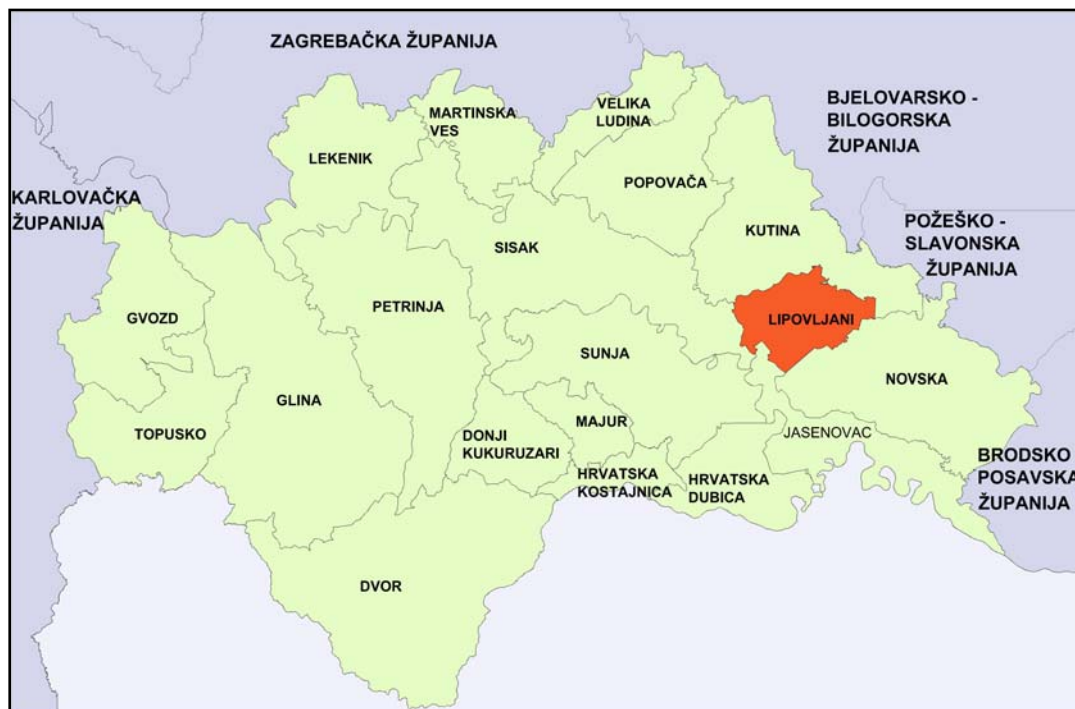 ZAGREBAČKA ŽUPANIJA
MARTINSKA
VES
VELIKA
LUDINA
BJELOVARSKO -
BILOGORSKA
ŽUPANIJA
LEKENIK
POPOVAČA
KARLOVAČKA
ŽUPANIJA
POŽEŠKO -
SLAVONSKA
ŽUPANIJA
KUTINA
SISAK
PETRINJA
GVOZD
LIPOVLJANI
SUNJA
NOVSKA
GLINA
TOPUSKO
DONJI
KUKURUZARI
MAJUR
JASENOVAC
HRVATSKA
KOSTAJNICA
HRVATSKA
DUBICA
BRODSKO
POSAVSKA
ŽUPANIJA
DVOR